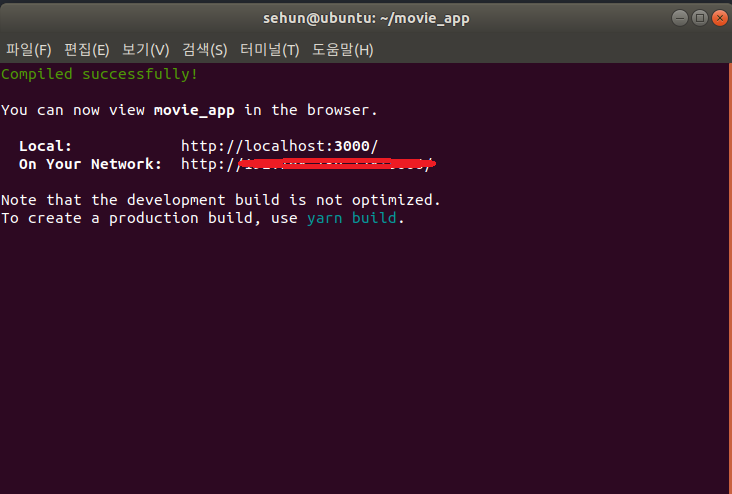 sehun@ubuntu: ~/movie_app
파일(F) 편집(E) 보기(V) 검색(S) 터미널(T) 도움말(H)
Compiled successfully!
You can now view movie_app in the browser.
Local: http://localhost:3000/
On Your Network: http://
Note that the development build is not optimized.
To create a production build, use yarn build.